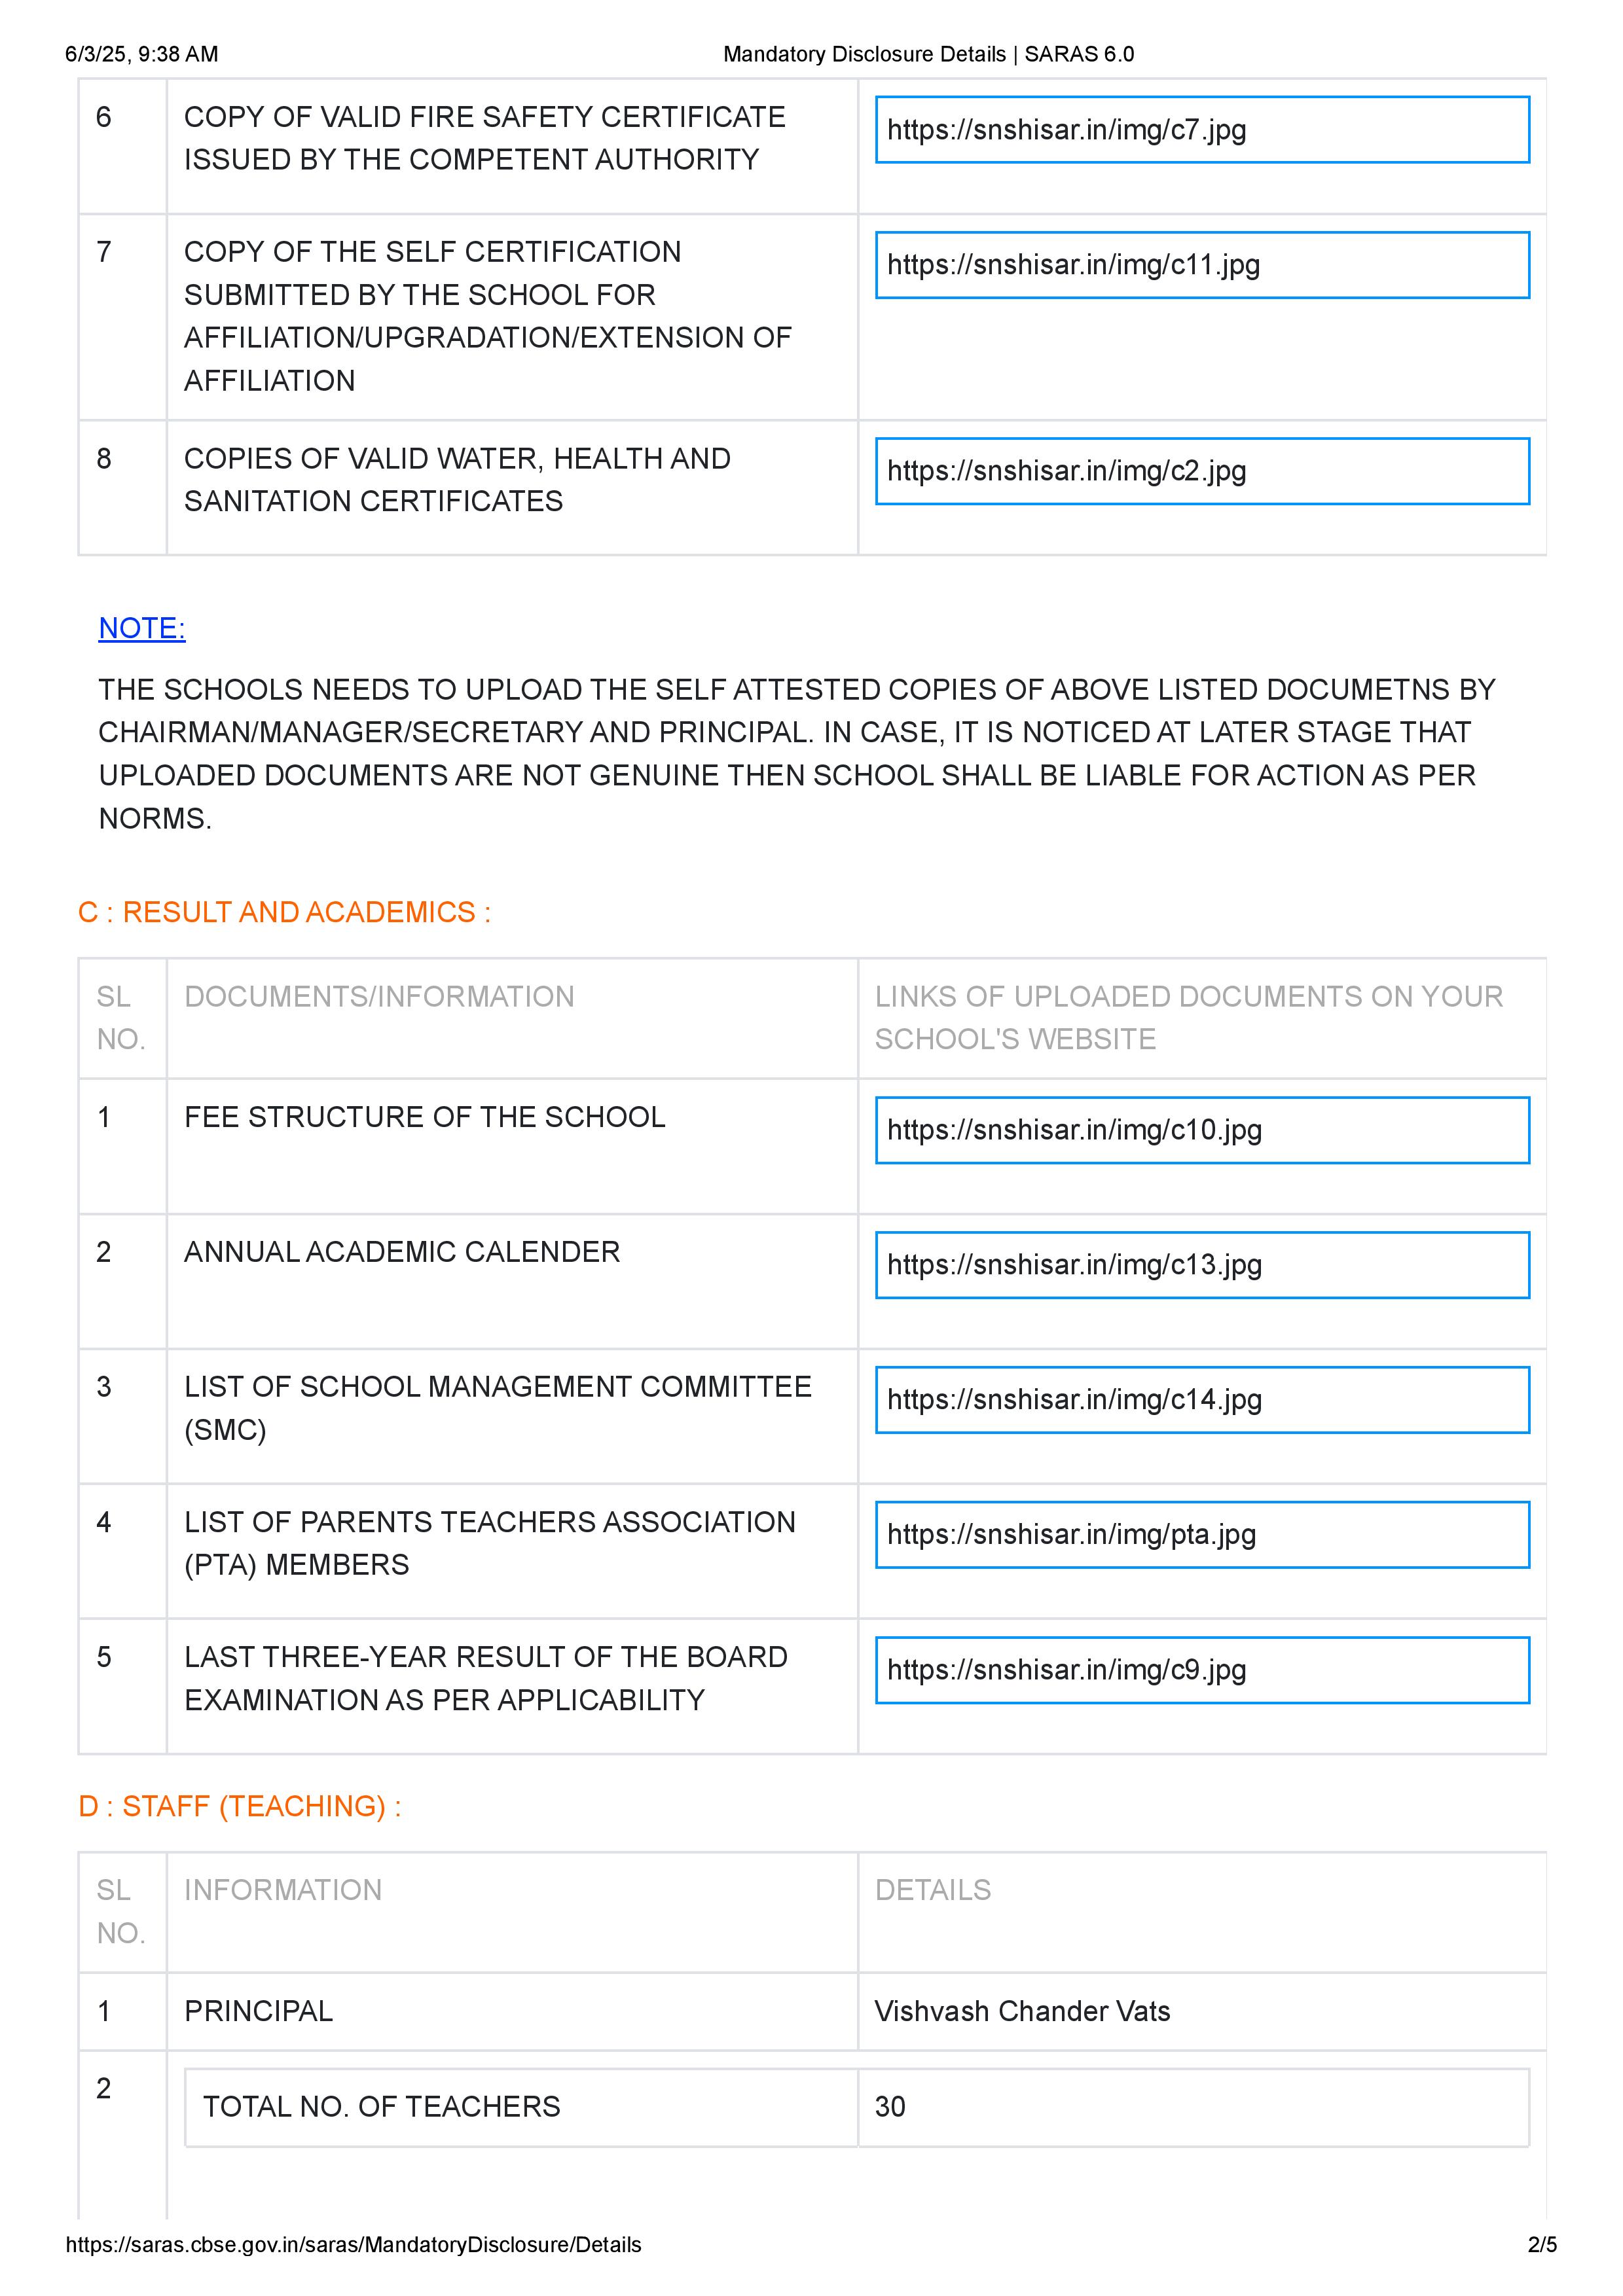 6/3/25, 9:38 AM
Mandatory Disclosure Details | SARAS 6.0
6
COPY OF VALID FIRE SAFETY CERTIFICATE
ISSUED BY THE COMPETENT AUTHORITY
https://snshisar.in/img/c7.jpg
7
COPY OF THE SELF CERTIFICATION
SUBMITTED BY THE SCHOOL FOR
AFFILIATION/UPGRADATION/EXTENSION OF
AFFILIATION
https://snshisar.in/img/c11.jpg
8
COPIES OF VALID WATER, HEALTH AND
SANITATION CERTIFICATES
https://snshisar.in/img/c2.jpg
NOTE:
THE SCHOOLS NEEDS TO UPLOAD THE SELF ATTESTED COPIES OF ABOVE LISTED DOCUMETNS BY
CHAIRMAN/MANAGER/SECRETARY AND PRINCIPAL. IN CASE, IT IS NOTICED AT LATER STAGE THAT
UPLOADED DOCUMENTS ARE NOT GENUINE THEN SCHOOL SHALL BE LIABLE FOR ACTION AS PER
NORMS.
C : RESULT AND ACADEMICS :
SL
NO.
DOCUMENTS/INFORMATION
LINKS OF UPLOADED DOCUMENTS ON YOUR
SCHOOL'S WEBSITE
1
FEE STRUCTURE OF THE SCHOOL
https://snshisar.in/img/c10.jpg
2
ANNUAL ACADEMIC CALENDER
https://snshisar.in/img/c13.jpg
3
LIST OF SCHOOL MANAGEMENT COMMITTEE
(SMC)
https://snshisar.in/img/c14.jpg
4
LIST OF PARENTS TEACHERS ASSOCIATION
(PTA) MEMBERS
https://snshisar.in/img/pta.jpg
5
LAST THREE-YEAR RESULT OF THE BOARD
EXAMINATION AS PER APPLICABILITY
https://snshisar.in/img/c9.jpg
D : STAFF (TEACHING) :
SL
NO.
INFORMATION
DETAILS
1
PRINCIPAL
Vishvash Chander Vats
2
TOTAL NO. OF TEACHERS
30
https://saras.cbse.gov.in/saras/MandatoryDisclosure/Details
2/5